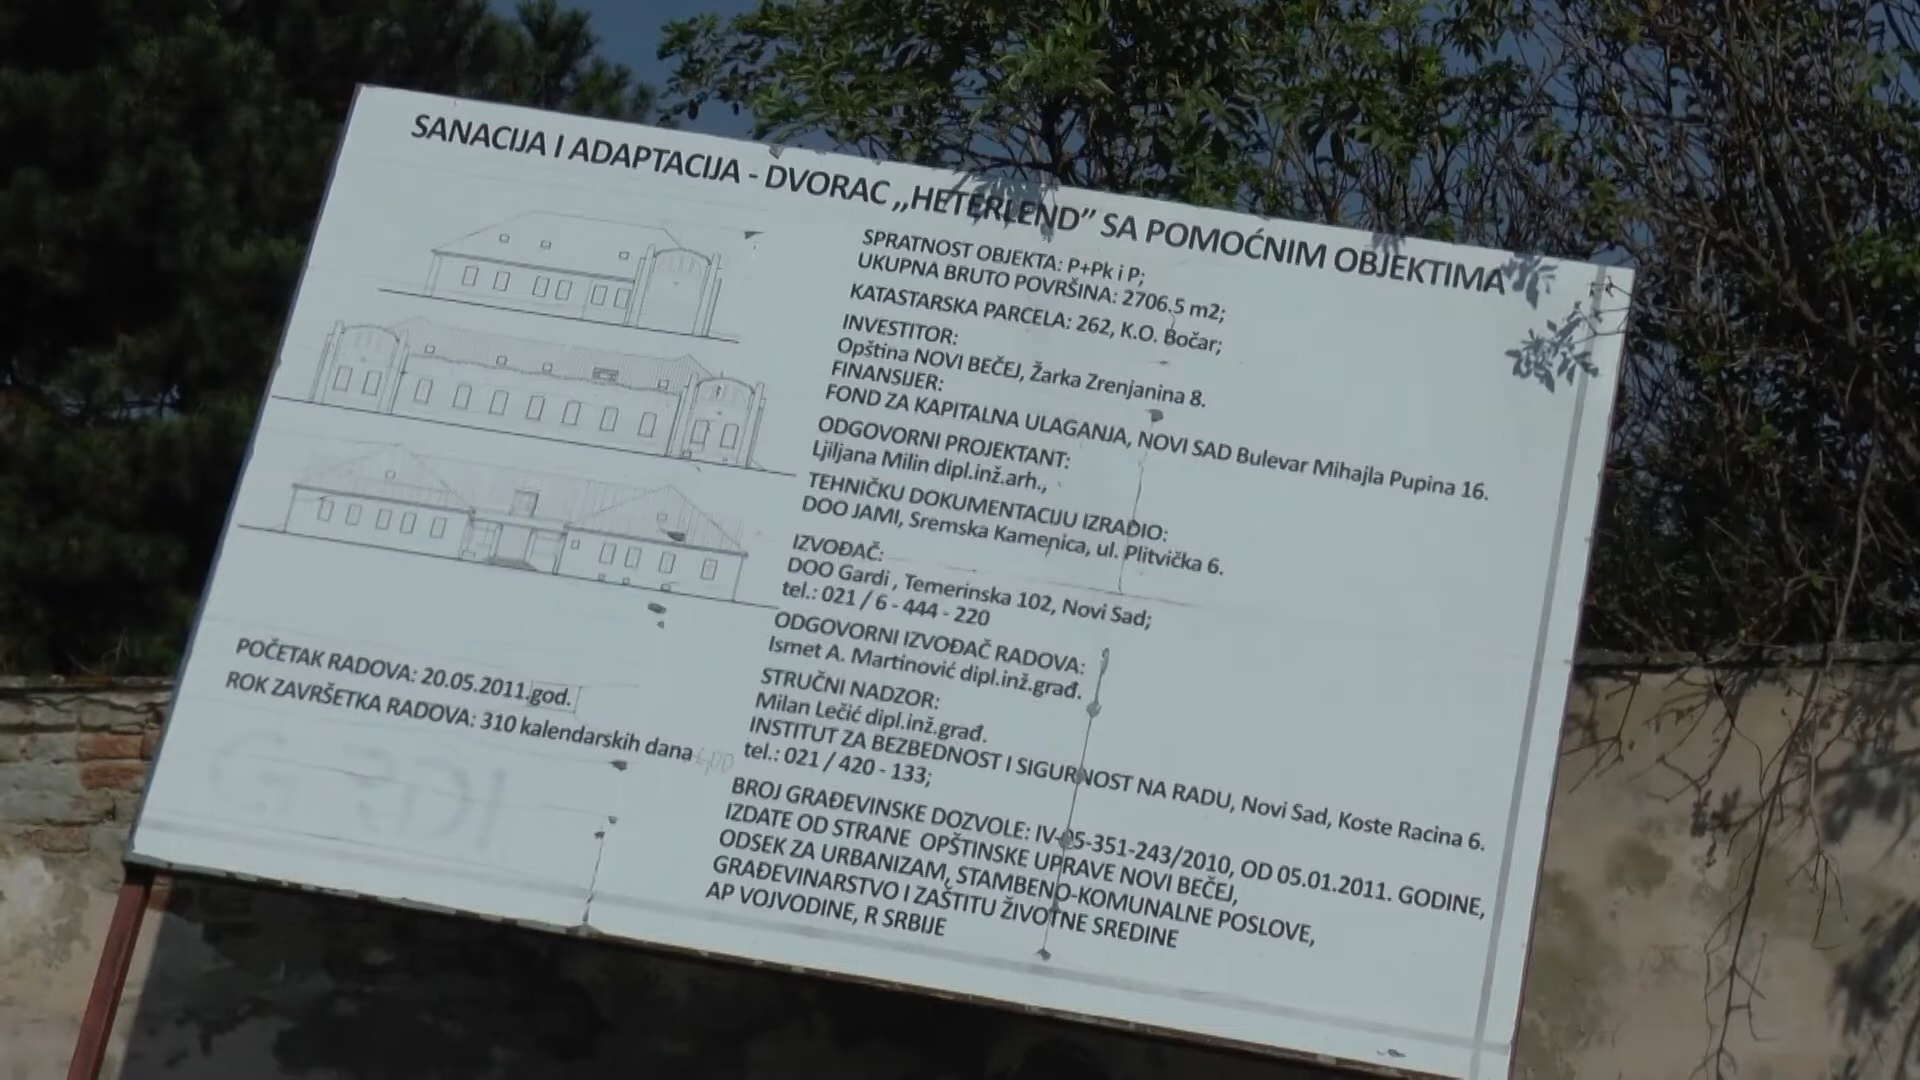 SANACIJA I ADAPTACIJA - DVORAC ,,HETERLEND" SA POMOĆNIM OBJEKTIMA
SPRATNOST OBJEKTA: P+Pk i P;
UKUPNA BRUTO POVRŠINA: 2706.5 m2;
KATASTARSKA PARCELA: 262, K.O. Bočar;
INVESTITOR:
Opština NOVI BEČEJ, Žarka Zrenjanina 8.
FINANSIJER:
FOND ZA KAPITALNA ULAGANJA, NOVI SAD Bulevar Mihajla Pupina 16.
ODGOVORNI PROJEKTANT:
Ljiljana Milin dipl.inž.arh.,
TEHNIČKU DOKUMENTACIJU IZRADIO:
DOO JAMI, Sremska Kamenica, ul. Plitvička 6.
IZVOĐAČ:
DOO Gardi , Temerinska 102, Novi Sad;
tel.: 021 / 6 - 444 - 220
ODGOVORNI IZVOĐAČ RADOVA:
Ismet A. Martinović dipl.inž.građ.
STRUČNI NADZOR:
Milan Lečić dipl.inž.građ.
INSTITUT ZA BEZBEDNOST I SIGURNOST NA RADU, Novi Sad, Koste Racina 6.
tel.: 021 / 420 - 133;
BROJ GRAĐEVINSKE DOZVOLE: IV-05-351-243/2010, OD 05.01.2011. GODINE,
IZDATE OD STRANE OPŠTINSKE UPRAVE NOVI BEČEJ,
ODSEK ZA URBANIZAM, STAMBENO-KOMUNALNE POSLOVE,
GRAĐEVINARSTVO I ZAŠTITU ŽIVOTNE SREDINE
AP VOJVODINE, R SRBIJE
POČETAK RADOVA: 20.05.2011.god.
ROK ZAVRŠETKA RADOVA: 310 kalendarskih dana